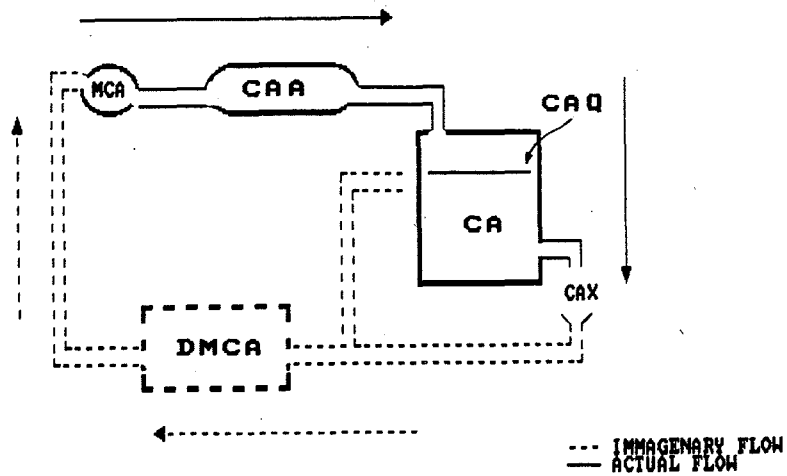 MCA
CAA
CAQ
CA
CAX
DMCA
--- IMMAGENARY FLOW
— ACTUAL FLOW